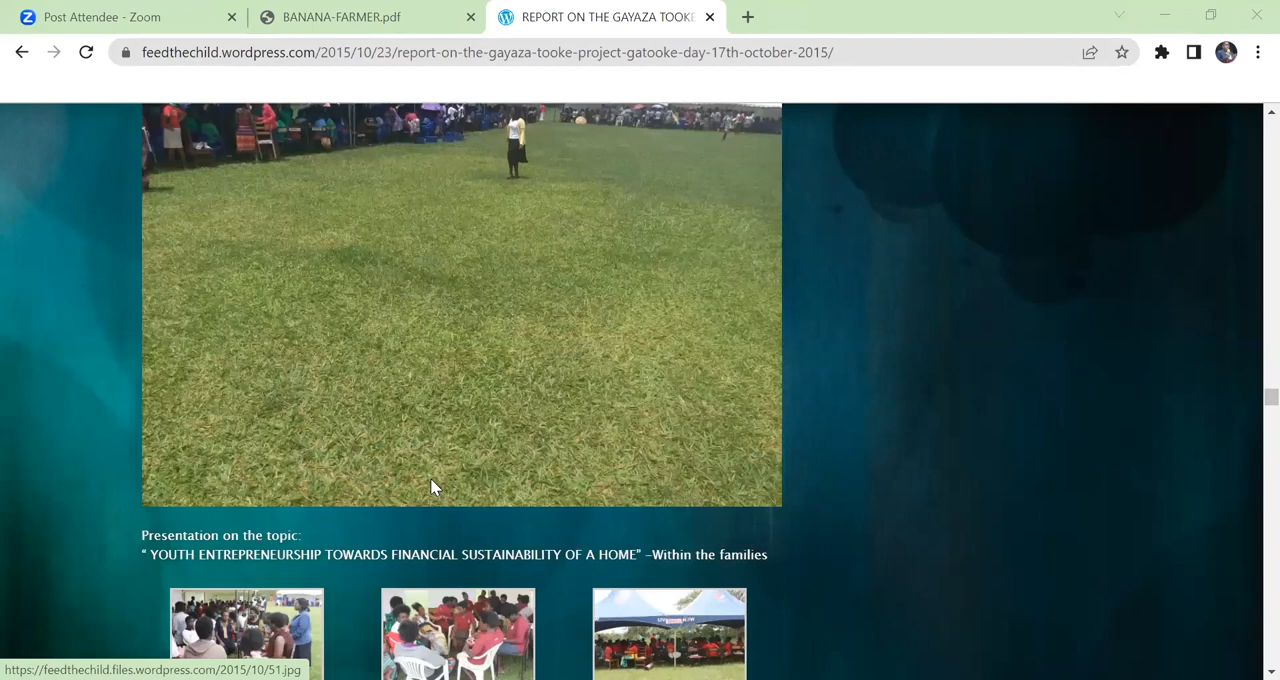 Post Attendee - Zoom
BANANA-FARMER.pdf
REPORT ON THE GAYAZA TOOKE
feedthechild.wordpress.com/2015/10/23/report-on-the-gayaza-tooke-project-gatooke-day-17th-october-2015/
Presentation on the topic:
“ YOUTH ENTREPRENEURSHIP TOWARDS FINANCIAL SUSTAINABILITY OF A HOME” –Within the families
https://feedthechild.files.wordpress.com/2015/10/51.jpg